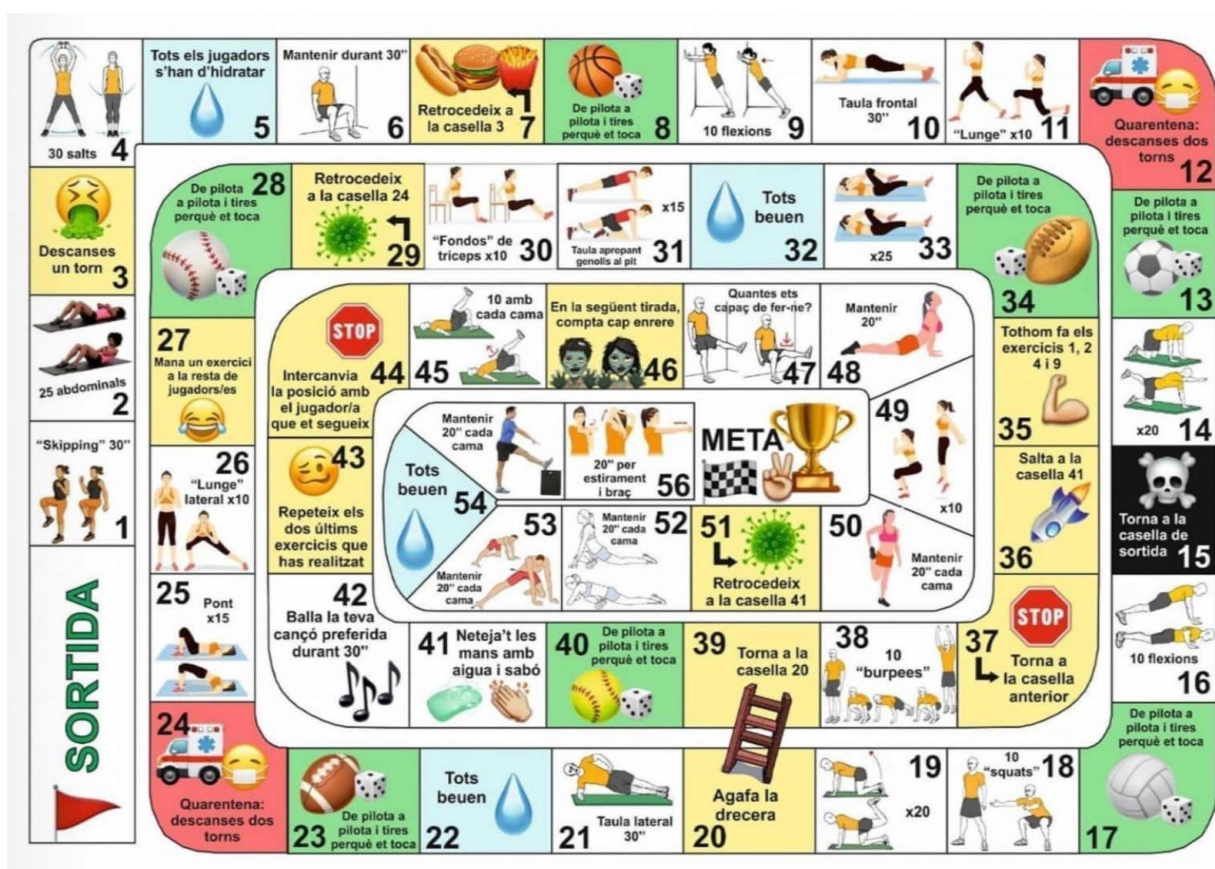 SORTIDA
"Skipping" 30"
1
25 abdominals
2
Descanses
un torn
3
30 salts
4
Tots els jugadors
s'han d'hidratar
5
Mantenir durant 30"
6
Retrocedeix a
la casella 3
7
De pilota a
pilota i tires
perquè et toca
8
10 flexions
9
Taula frontal
30"
10
"Lunge" x10
11
Quarentena:
descanses dos
torns
12
De pilota a
pilota i tires
perquè et toca
13
x20
14
Torna a la
casella de
sortida
15
10 flexions
16
De pilota a
pilota i tires
perquè et toca
17
10
"squats"
18
19
x20
Agafa la
drecera
20
Taula lateral
30"
21
Tots
beuen
22
De pilota a
pilota i tires
perquè et toca
23
24
Quarentena:
descanses dos
torns
25
Pont
x15
26
"Lunge"
lateral x10
27
Mana un exercici
a la resta de
jugadors/es
De pilota
a pilota i tires
perquè et toca
28
Retrocedeix
a la casella 24
29
"Fondos" de
triceps x10
30
x15
Taula apropant
genolls al pit
31
Tots
beuen
32
x25
33
De pilota a
pilota i tires
perquè et toca
34
Tothom fa els
exercicis 1, 2
4 i 9
35
Salta a la
casella 41
36
STOP
37
Torna a
la casella
anterior
38
10
"burpees"
39
Torna a la
casella 20
40
De pilota a
pilota i tires
perquè et toca
41
Neteja't les
mans amb
aigua i sabó
42
Balla la teva
cançó preferida
durant 30"
43
Repeteix els
dos últims
exercicis que
has realitzat
STOP
44
Intercanvia
la posició amb
el jugador/a
que et segueix
10 amb
cada cama
45
En la següent tirada,
compta cap enrere
46
Quantes ets
capaç de fer-ne?
47
Mantenir
20"
48
49
x10
50
Mantenir
20" cada
cama
51
Retrocedeix
a la casella 41
Mantenir
20" cada
cama
52
53
Mantenir
20" cada
cama
Tots
beuen
54
Mantenir
20" cada
cama
20" per
estirament
i braç
56
META